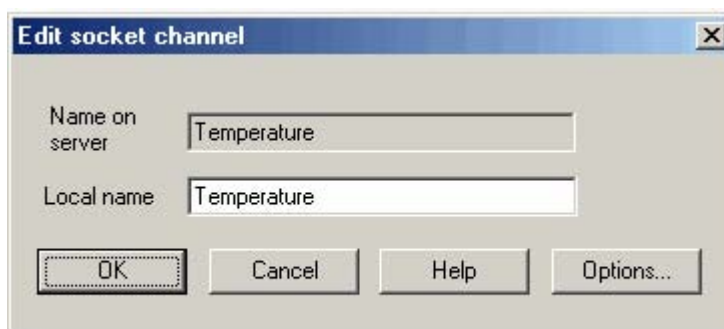 Edit socket channel
Name on
server
Temperature
Local name
Temperature
OK
Cancel
Help
Options...